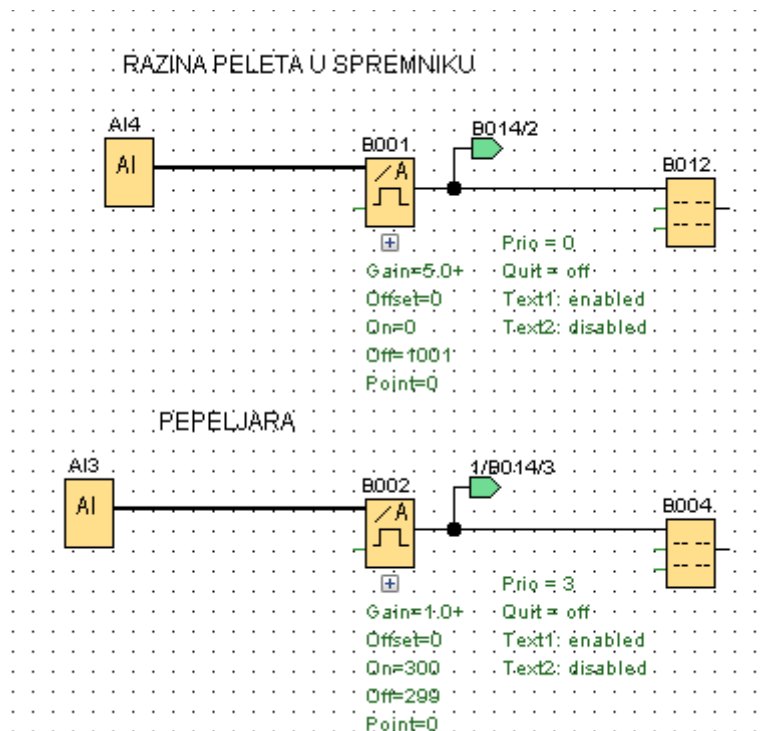 RAZINA PELETA U SPREMNIKU
AI4
AI
B001
/A
B014/2
B012
Gain=5.0+
Offset=0
On=0
Off=1001
Point=0
Prio = 0
Quit = off
Text1: enabled
Text2: disabled
PEPELJARA
AI3
AI
B002
/A
1/B014/3
B004
Gain=1.0+
Offset=0
On=300
Off=299
Point=0
Prio = 3
Quit = off
Text1: enabled
Text2: disabled